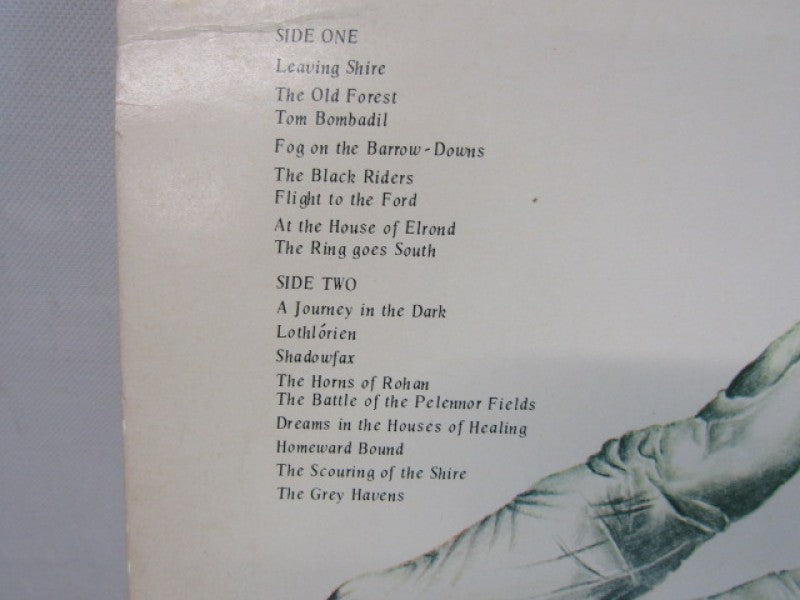 SIDE ONE
Leaving Shire
The Old Forest
Tom Bombadil
Fog on the Barrow-Downs
The Black Riders
Flight to the Ford
At the House of Elrond
The Ring goes South
SIDE TWO
A Journey in the Dark
Lothlórien
Shadowfax
The Horns of Rohan
The Battle of the Pelennor Fields
Dreams in the Houses of Healing
Homeward Bound
The Scouring of the Shire
The Grey Havens